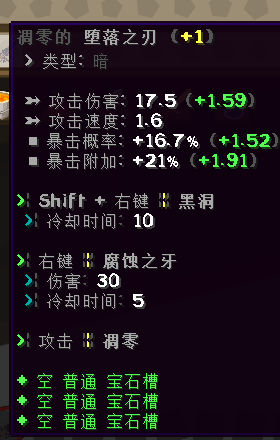 凋零的 堕落之刃 (+1)
类型: 暗
攻击伤害: 17.5 (+1.59)
攻击速度: 1.6
暴击概率: +16.7% (+1.52)
暴击附加: +21% (+1.91)
Shift + 右键 黑洞
冷却时间: 10
右键 腐蚀之牙
伤害: 30
冷却时间: 5
攻击 凋零
空 普通 宝石槽
空 普通 宝石槽
空 普通 宝石槽